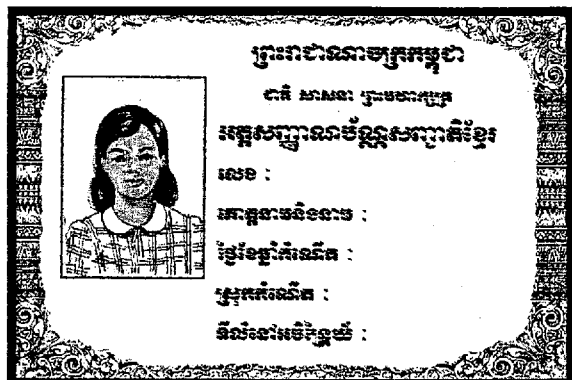 ព្រះរាជាណាចក្រកម្ពុជា
ជាតិ សាសនា ព្រះមហាក្សត្រ
អត្តសញ្ញាណប័ណ្ណសញ្ជាតិខ្មែរ
លេខ :
គោត្តនាមនិងនាម :
ថ្ងៃខែឆ្នាំកំណើត :
ស្រុកកំណើត :
ទីលំនៅអចិន្ត្រៃយ៍ :